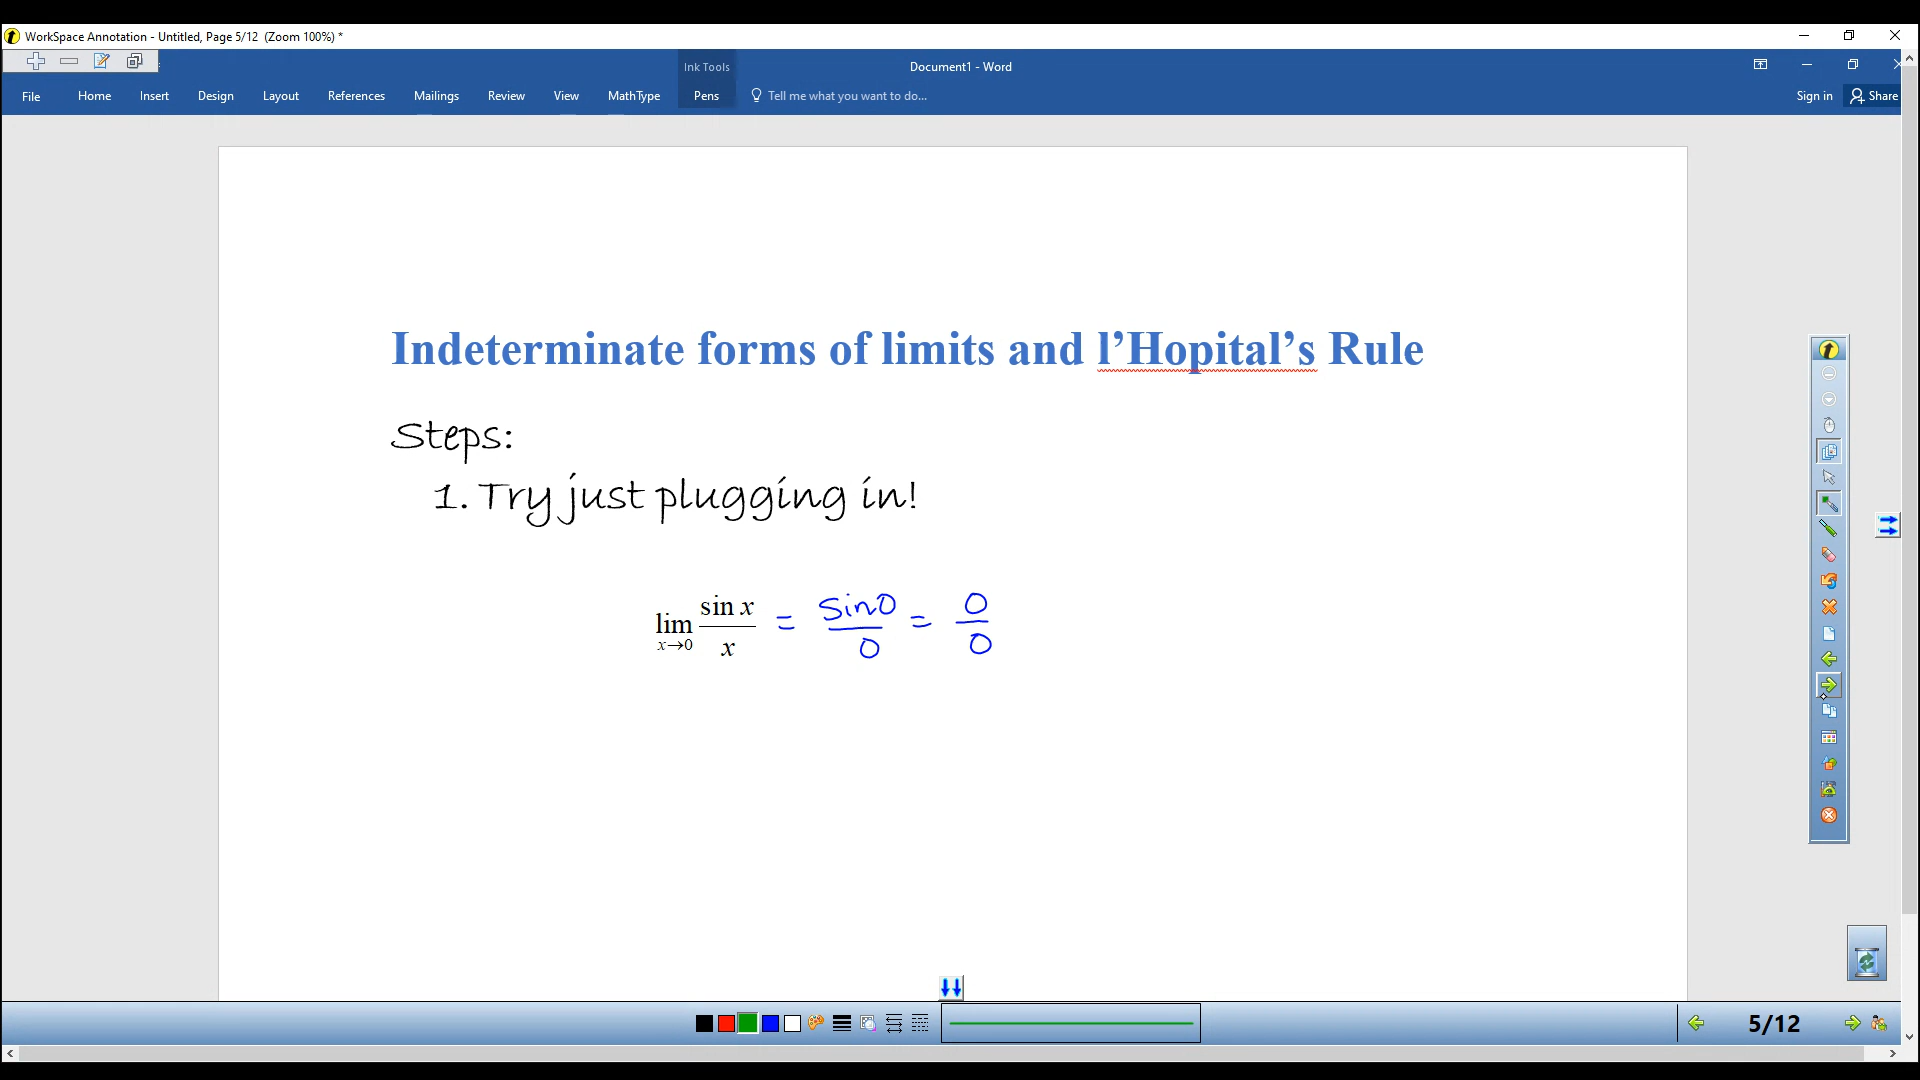 WorkSpace Annotation - Untitled, Page 5/12 (Zoom 100%) *
Ink Tools
Document1 - Word
File Home Insert Design Layout References Mailings Review View MathType Pens Tell me what you want to do... Sign in Share
Indeterminate forms of limits and l’Hopital’s Rule
Steps:
1. Try just plugging in!
lim x→0 sin x / x = sin 0 / 0 = 0 / 0
5/12